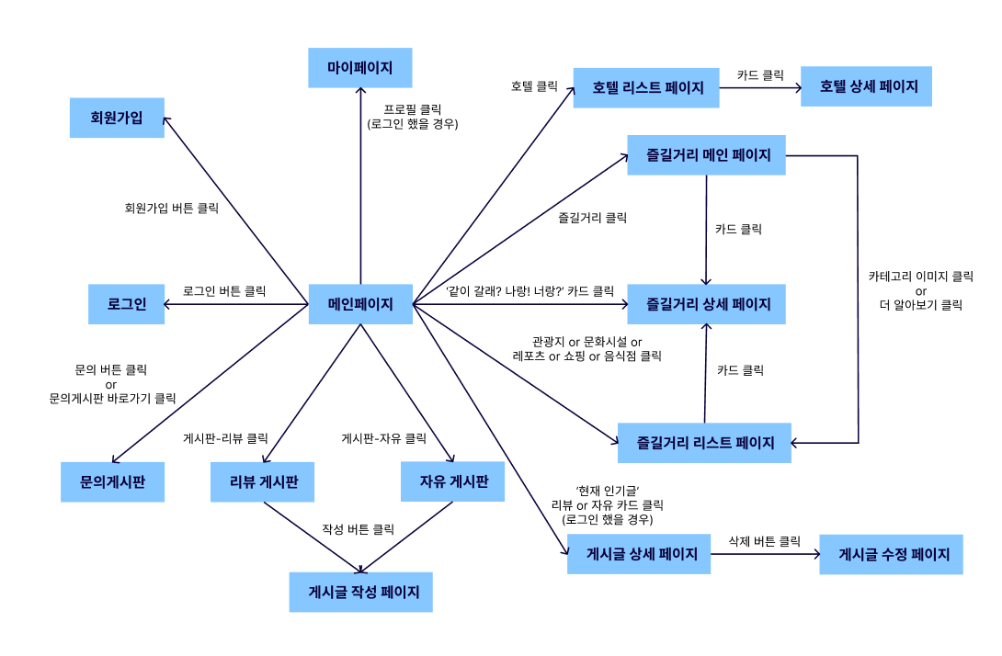 마이페이지
프로필 클릭
(로그인 했을 경우)
호텔 클릭
호텔 리스트 페이지
카드 클릭
호텔 상세 페이지
회원가입
회원가입 버튼 클릭
즐길거리 메인 페이지
즐길거리 클릭
카드 클릭
카테고리 이미지 클릭
or
더 알아보기 클릭
로그인
로그인 버튼 클릭
메인페이지
'같이 갈래? 나랑! 너랑?' 카드 클릭
즐길거리 상세 페이지
관광지 or 문화시설 or
레포츠 or 쇼핑 or 음식점 클릭
카드 클릭
문의 버튼 클릭
or
문의게시판 바로가기 클릭
게시판-리뷰 클릭
게시판-자유 클릭
즐길거리 리스트 페이지
문의게시판
리뷰 게시판
자유 게시판
'현재 인기글'
리뷰 or 자유 카드 클릭
(로그인 했을 경우)
작성 버튼 클릭
게시글 상세 페이지
삭제 버튼 클릭
게시글 수정 페이지
게시글 작성 페이지